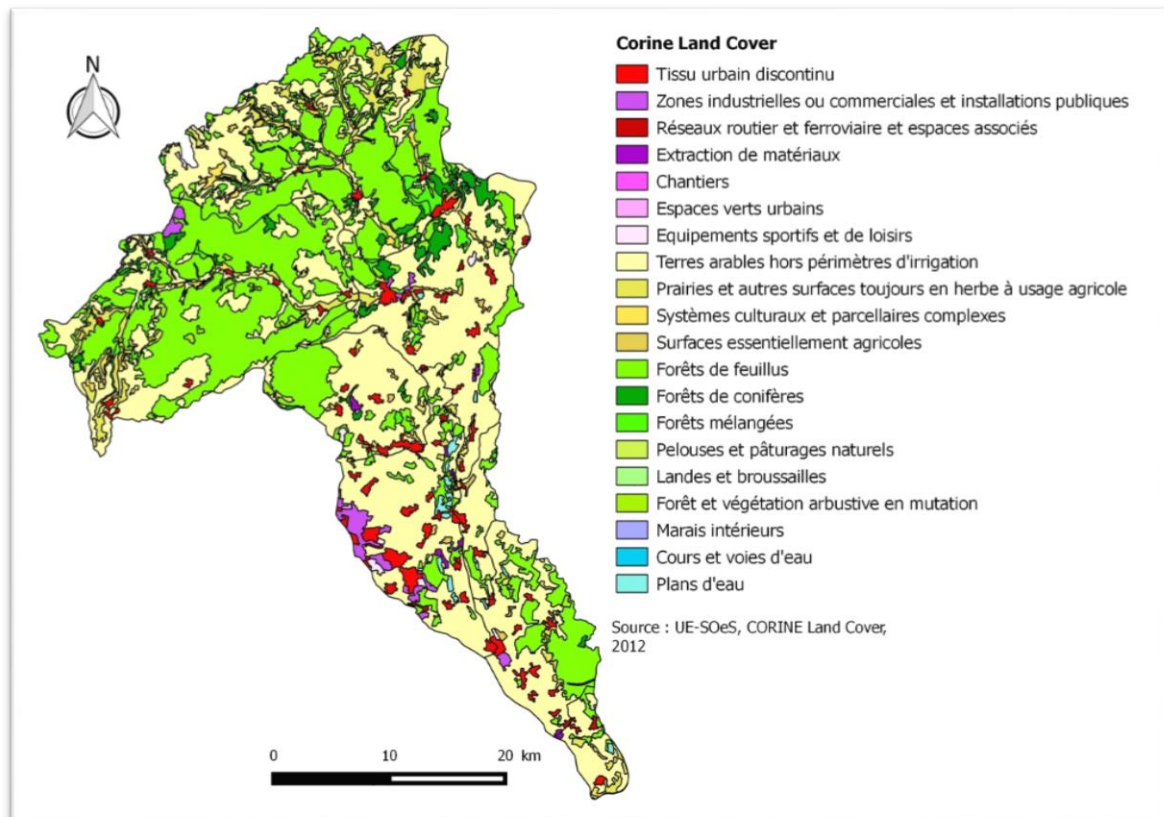 N
Corine Land Cover
Tissu urbain discontinu
Zones industrielles ou commerciales et installations publiques
Réseaux routier et ferroviaire et espaces associés
Extraction de matériaux
Chantiers
Espaces verts urbains
Equipements sportifs et de loisirs
Terres arables hors périmètres d'irrigation
Prairies et autres surfaces toujours en herbe à usage agricole
Systèmes culturaux et parcellaires complexes
Surfaces essentiellement agricoles
Forêts de feuillus
Forêts de conifères
Forêts mélangées
Pelouses et pâturages naturels
Landes et broussailles
Forêt et végétation arbustive en mutation
Marais intérieurs
Cours et voies d'eau
Plans d'eau
Source : UE-SOeS, CORINE Land Cover,
2012
0 10 20 km